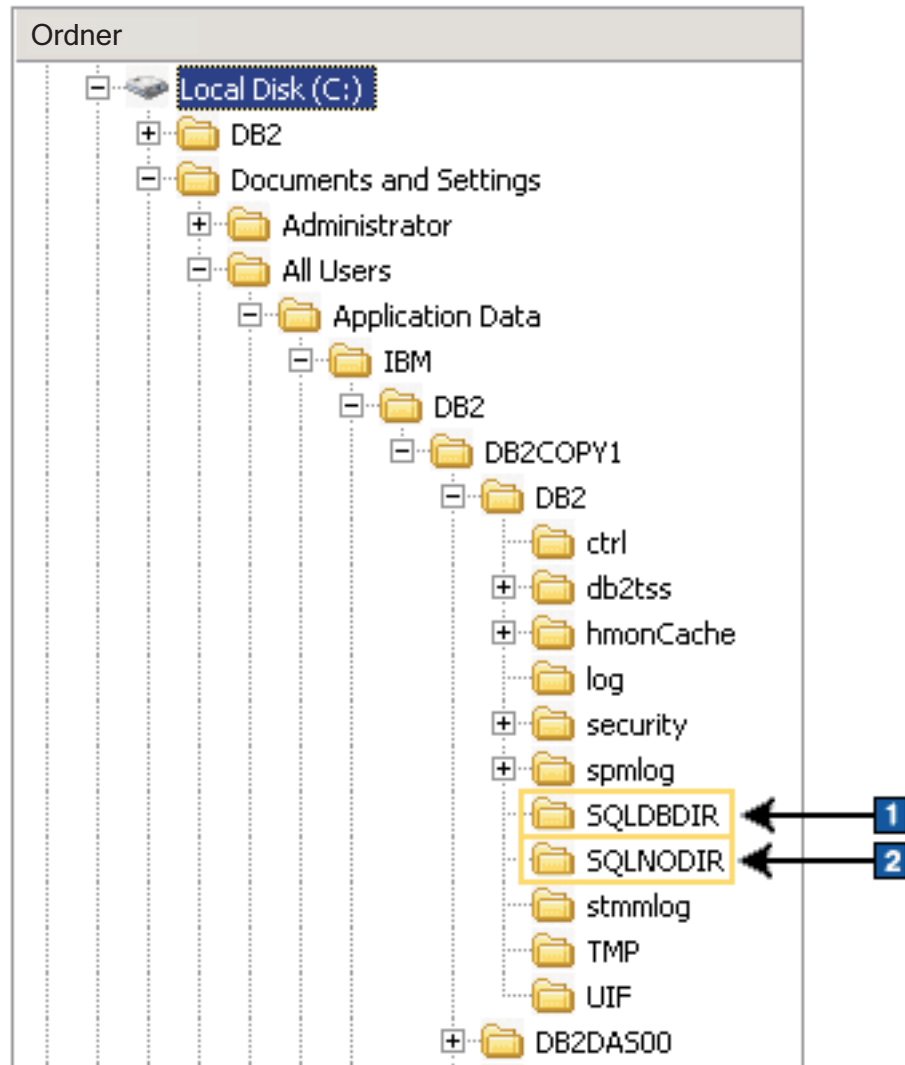 Ordner
Local Disk (C:)
DB2
Documents and Settings
Administrator
All Users
Application Data
IBM
DB2
DB2COPY1
DB2
ctrl
db2tss
hmonCache
log
security
spmlog
SQLDBDIR 1
SQLNODIR 2
stmmlog
TMP
UIF
DB2DAS00